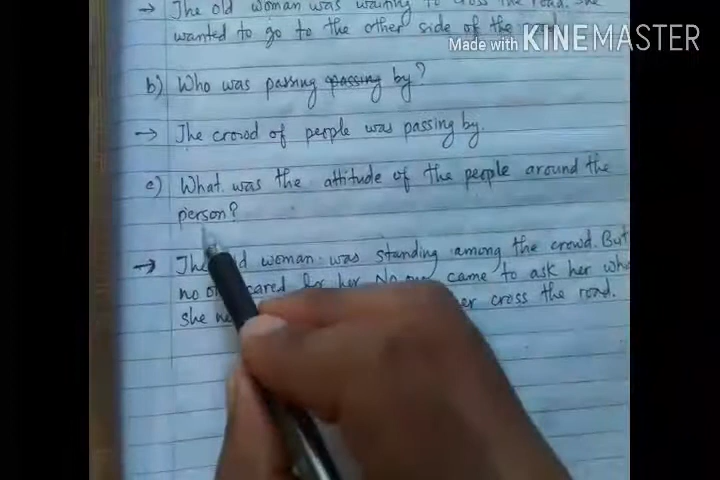 → The old woman was waiting to cross the road. She
wanted to go to the other side of the road
Made with KINEMASTER
b) Who was passing passing by?
→ The crowd of people was passing by.
c) What was the attitude of the people around the
person?
→ The old woman was standing among the crowd. But
no one cared for her. No one came to ask her
she cross the road.